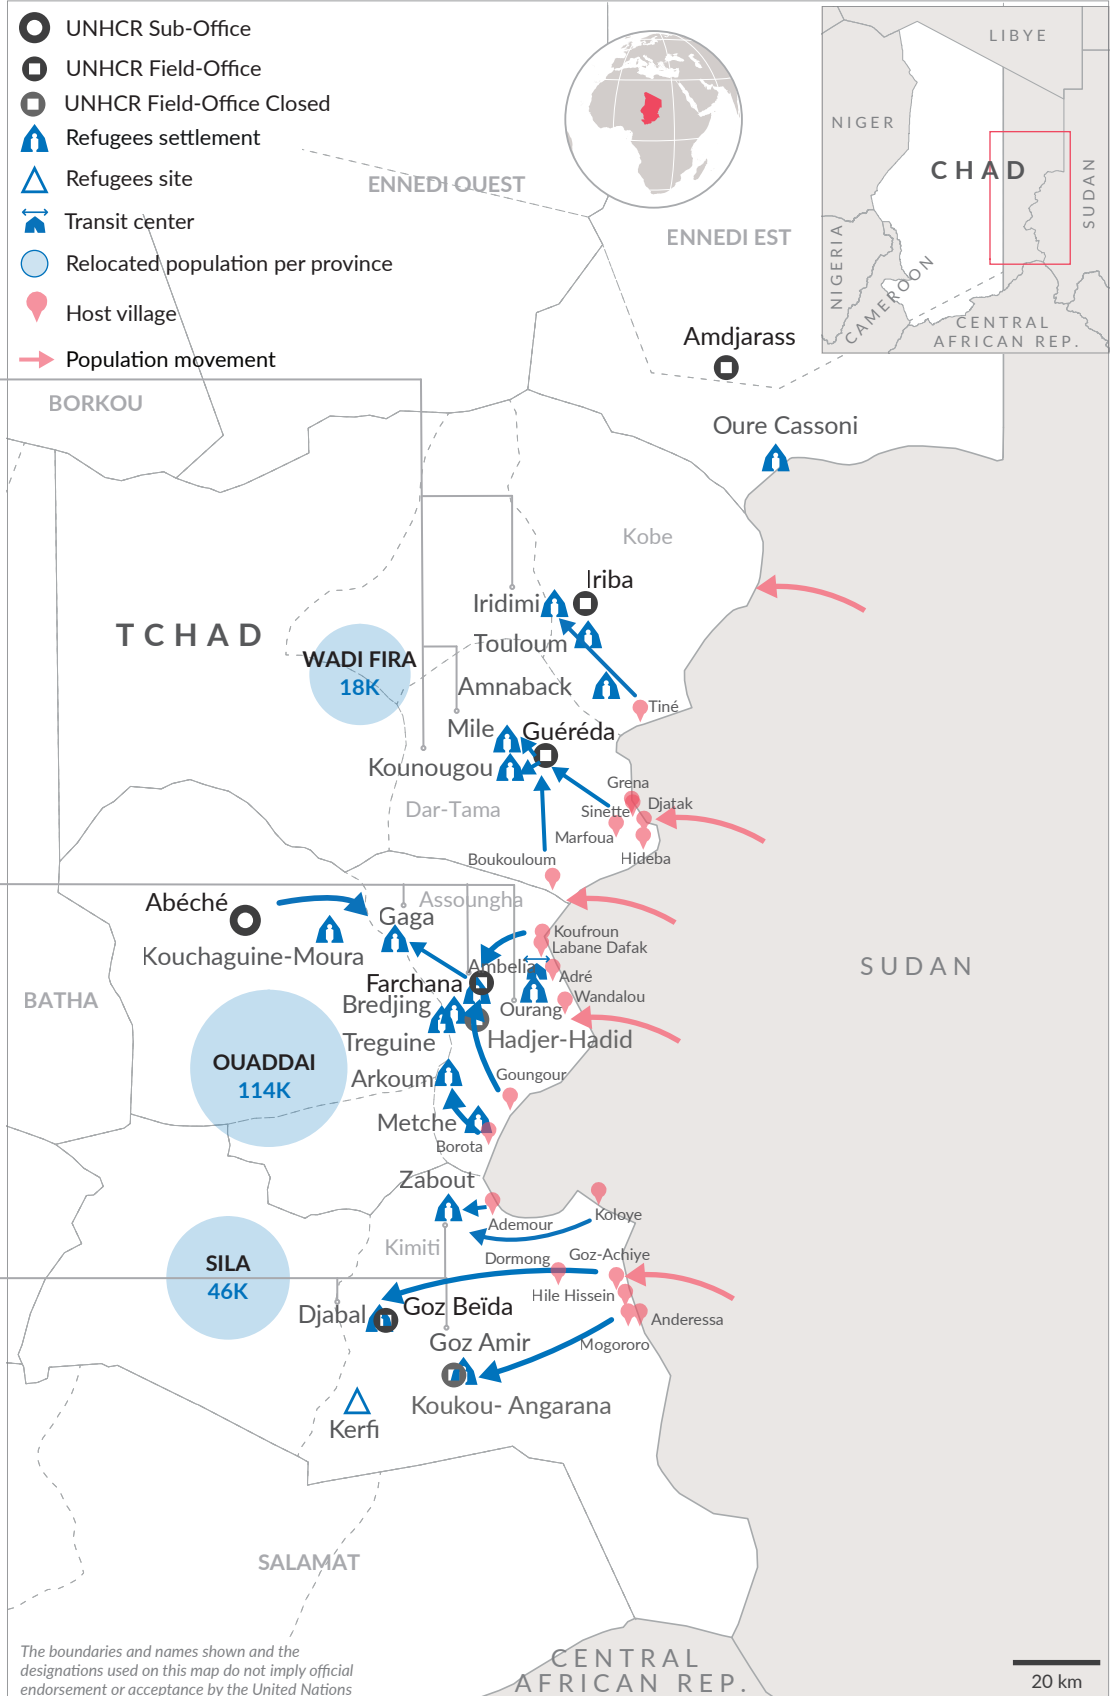 UNHCR Sub-Office
UNHCR Field-Office
UNHCR Field-Office Closed
Refugees settlement
Refugees site
Transit center
Relocated population per province
Host village
Population movement
LIBYE
NIGER
CHAD
SUDAN
NIGERIA
CAMEROON
CENTRAL
AFRICAN REP.
ENNEDI OUEST
ENNEDI EST
Amdjarass
BORKOU
Oure Cassoni
Kobe
Iriba
Iridimi
TCHAD
Touloum
WADI FIRA
18K
Amnaback
Tiné
Mile
Guéréda
Kounougou
Grena
Djatak
Sinette
Dar-Tama
Marfoua
Hideba
Boukouloum
Abéché
Assoungha
Gaga
Koufroun
Labane Dafak
Kouchaguine-Moura
Ambelia
SUDAN
Adré
Farchana
Wandalou
BATHA
Bredjing
Ourang
Treguine
Hadjer-Hadid
OUADDAI
114K
Arkoum
Goungour
Metche
Borota
Zabout
Koloye
Ademour
Kimiti
SILA
46K
Dormong
Goz-Achiye
Hile Hissein
Djabal
Goz Beïda
Anderessa
Goz Amir
Mogororo
Koukou- Angarana
Kerfi
SALAMAT
The boundaries and names shown and the
designations used on this map do not imply official
endorsement or acceptance by the United Nations
CENTRAL
AFRICAN REP.
20 km